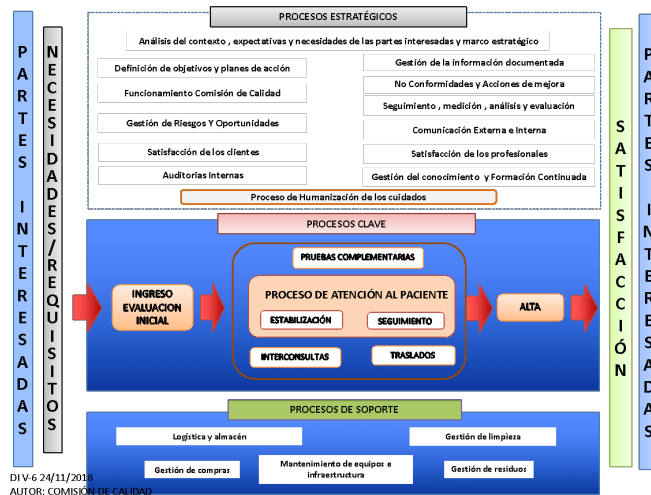 PARTES INTERESADAS
NECESIDADES/REQUISITOS
PROCESOS ESTRATÉGICOS
Análisis del contexto , expectativas y necesidades de las partes interesadas y marco estratégico
Definición de objetivos y planes de acción
Gestión de la información documentada
Funcionamiento Comisión de Calidad
No Conformidades y Acciones de mejora
Seguimiento , medición , análisis y evaluación
Gestión de Riesgos Y Oportunidades
Comunicación Externa e Interna
Satisfacción de los clientes
Satisfacción de los profesionales
Auditorias Internas
Gestión del conocimiento y Formación Continuada
Proceso de Humanización de los cuidados
PROCESOS CLAVE
PRUEBAS COMPLEMENTARIAS
INGRESO
EVALUACION
INICIAL
PROCESO DE ATENCIÓN AL PACIENTE
ESTABILIZACIÓN
SEGUIMIENTO
INTERCONSULTAS
TRASLADOS
ALTA
SATISFACCIÓN
PARTES INTERESADAS
PROCESOS DE SOPORTE
Logística y almacén
Gestión de limpieza
Gestión de compras
Mantenimiento de equipos e
infraestructura
Gestión de residuos
DI V-6 24/11/2018
AUTOR: COMISIÓN DE CALIDAD